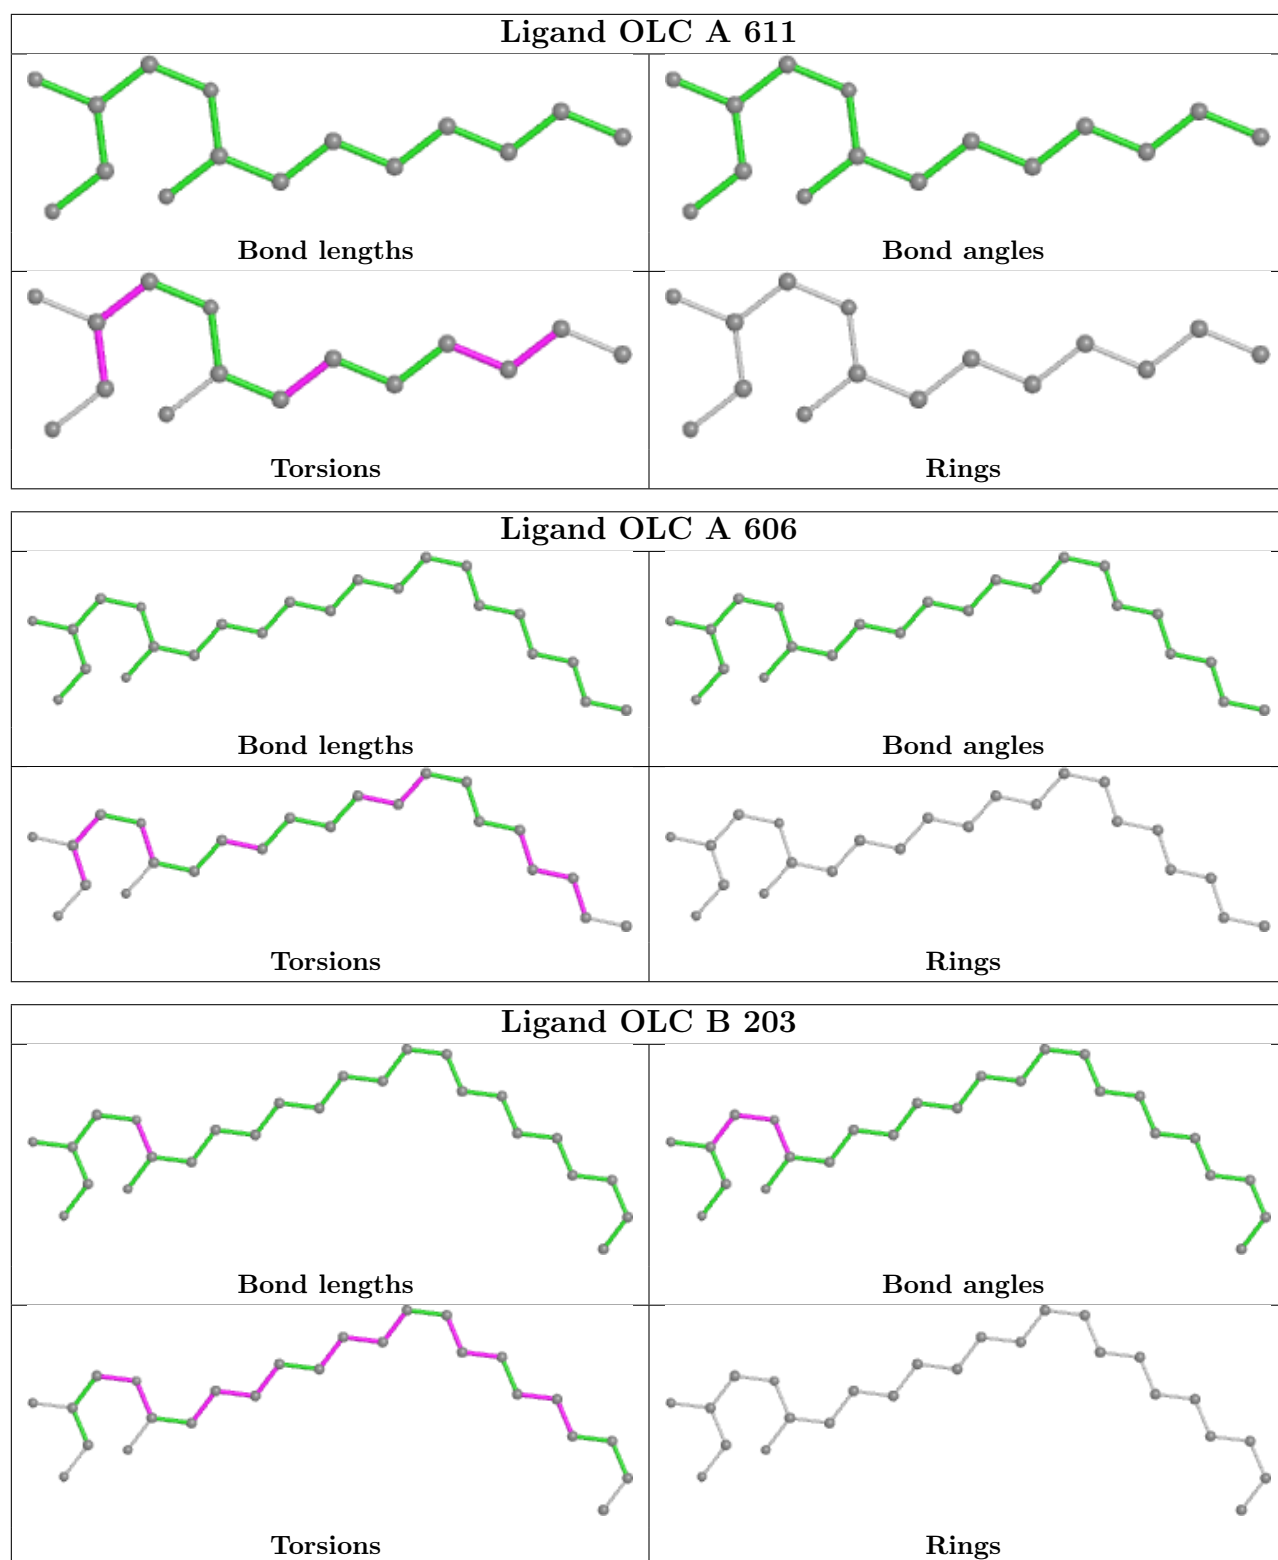 Ligand OLC A 611
Bond lengths
Bond angles
Torsions
Rings
Ligand OLC A 606
Bond lengths
Bond angles
Torsions
Rings
Ligand OLC B 203
Bond lengths
Bond angles
Torsions
Rings